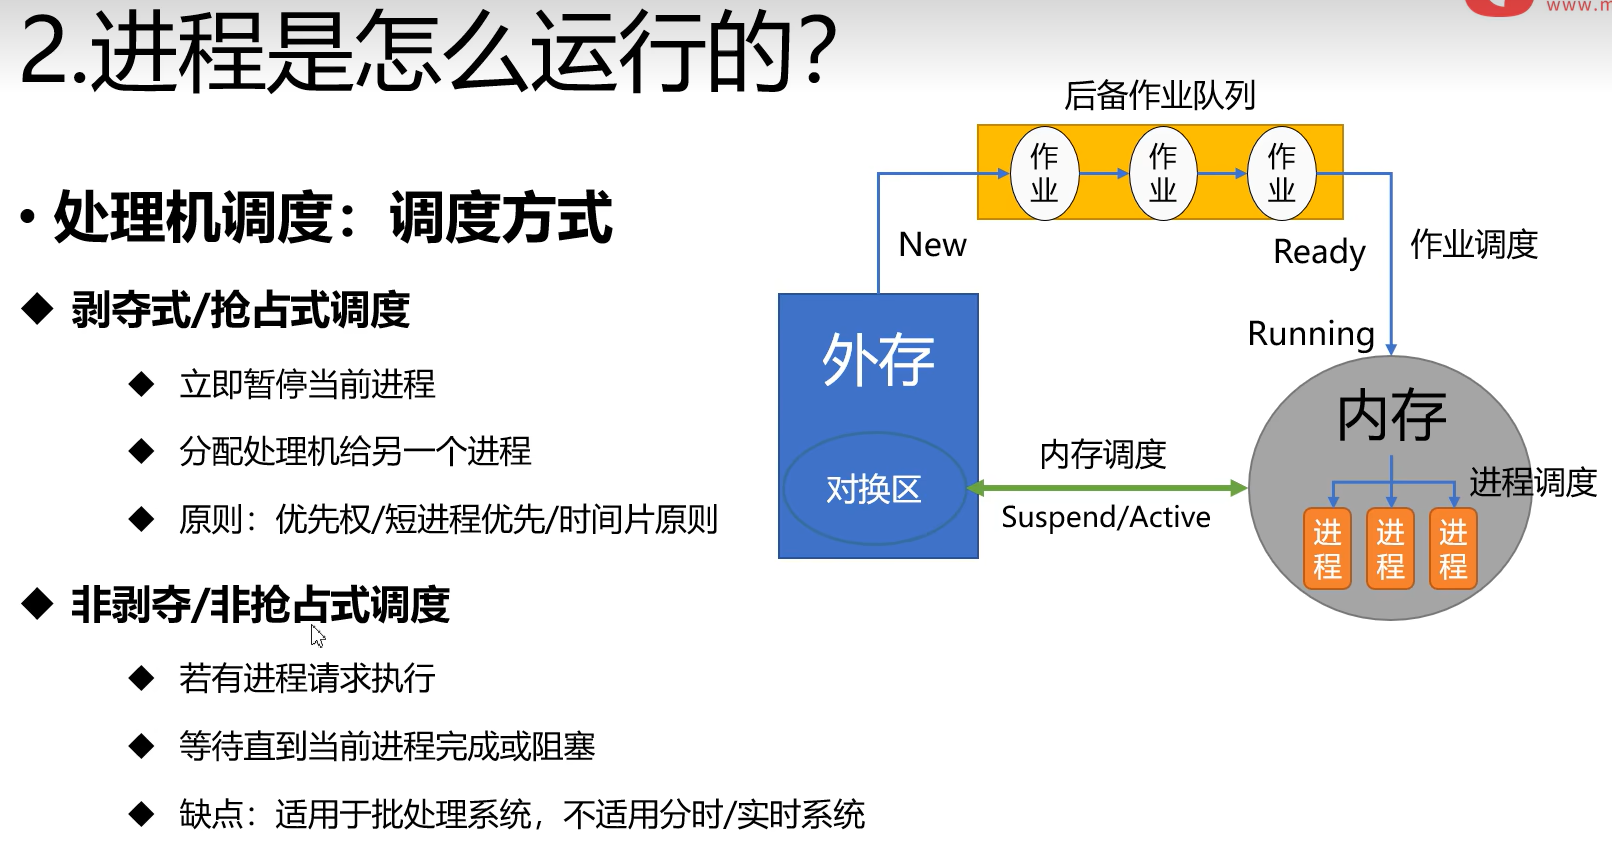 2.进程是怎么运行的?
• 处理机调度：调度方式
◆ 剥夺式/抢占式调度
◆ 立即暂停当前进程
◆ 分配处理机给另一个进程
◆ 原则：优先权/短进程优先/时间片原则
◆ 非剥夺/非抢占式调度
◆ 若有进程请求执行
◆ 等待直到当前进程完成或阻塞
◆ 缺点：适用于批处理系统，不适用分时/实时系统
www.m
后备作业队列
作业
作业
作业
New
Ready
作业调度
Running
外存
对换区
内存调度
Suspend/Active
内存
进程调度
进程
进程
进程